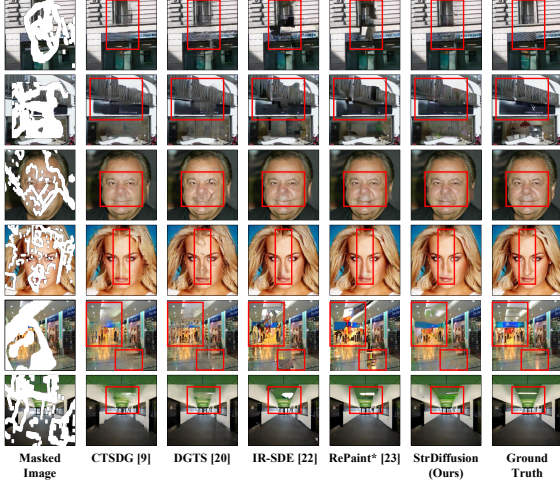 Masked
Image
CTSDG [9]
DGTS [20]
IR-SDE [22]
RePaint* [23]
StrDiffusion
(Ours)
Ground
Truth